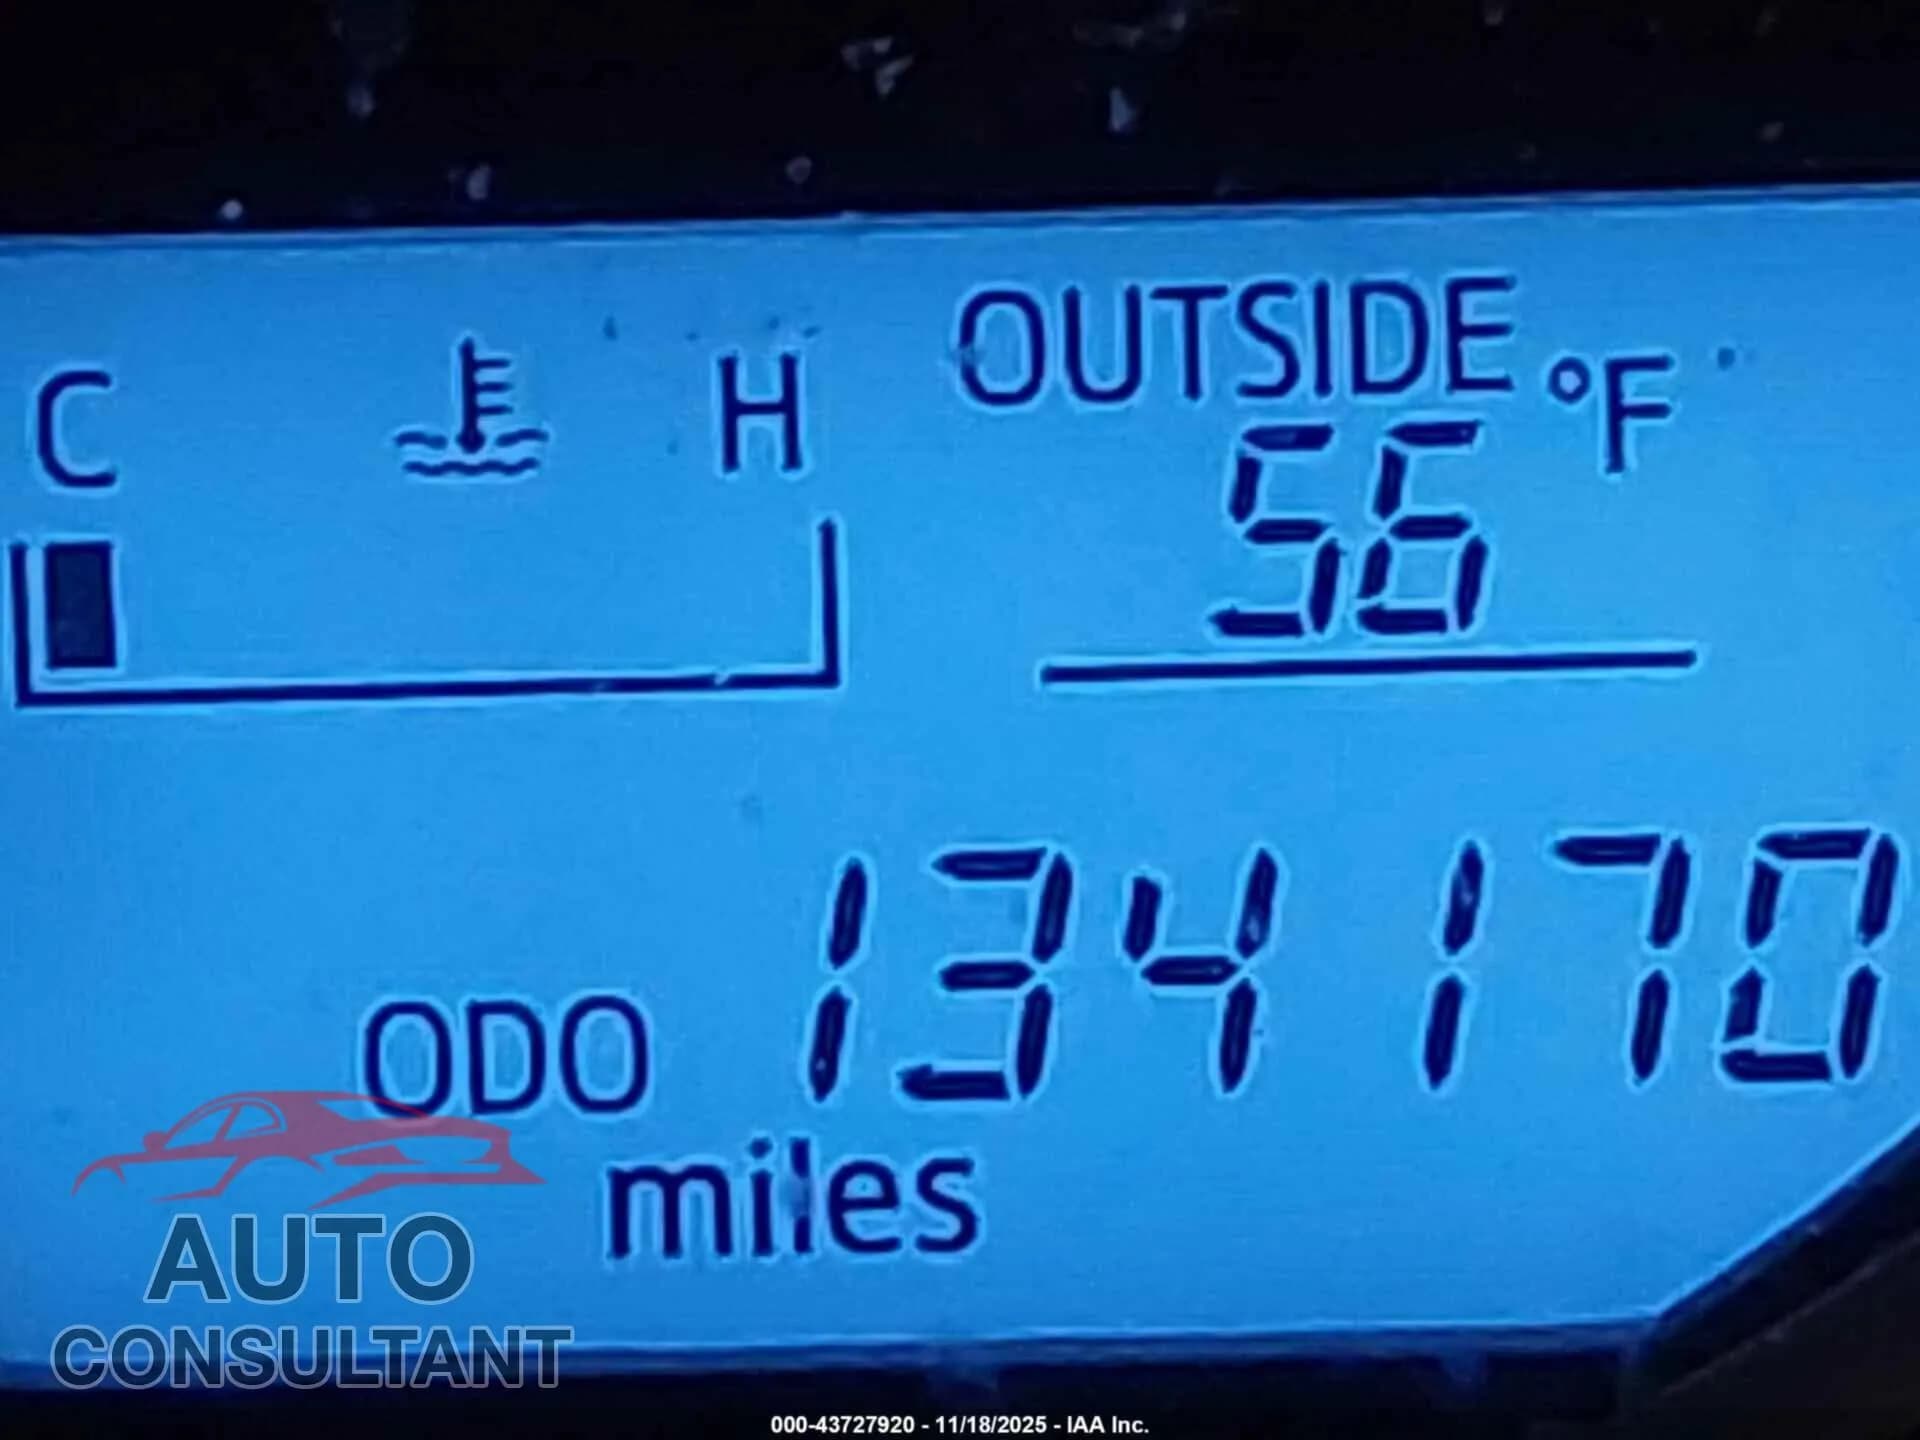 OUTSIDE °F
C H
56
ODO 134170
miles
AUTO
CONSULTANT
000-43727920 - 11/18/2025 - IAA Inc.